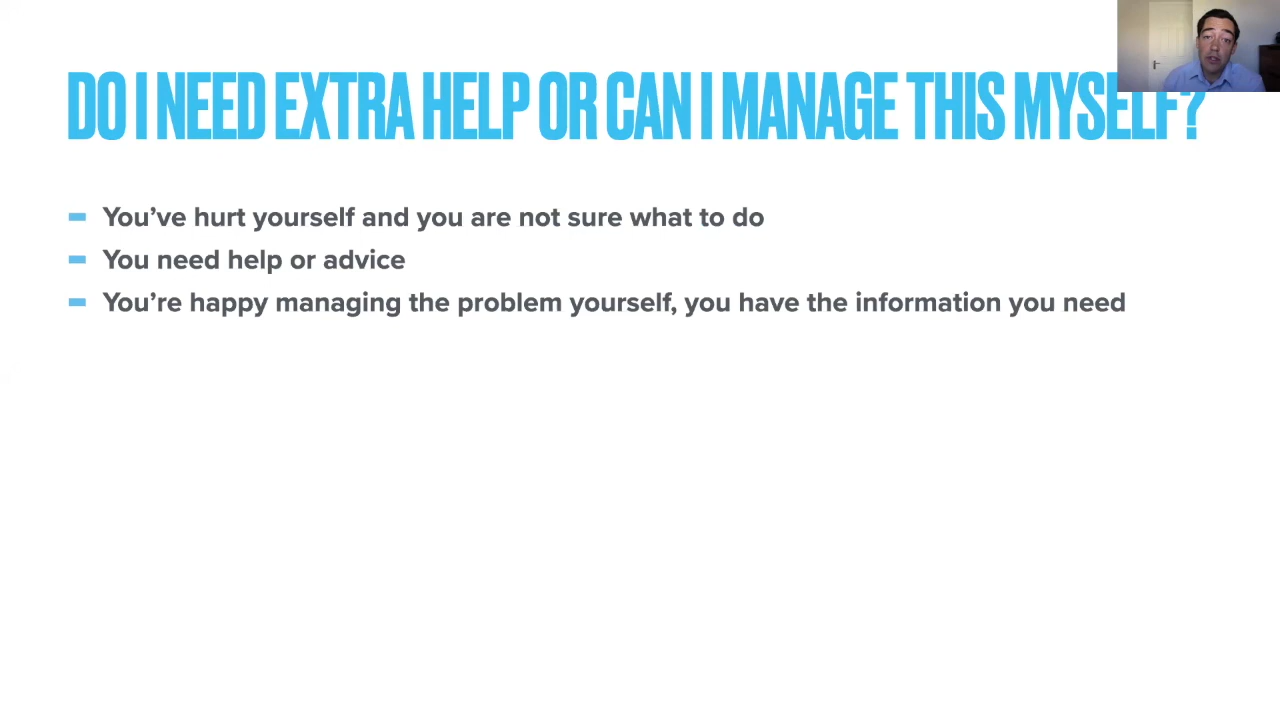 DO I NEED EXTRA HELP OR CAN I MANAGE THIS MYSELF?
You’ve hurt yourself and you are not sure what to do
You need help or advice
You’re happy managing the problem yourself, you have the information you need